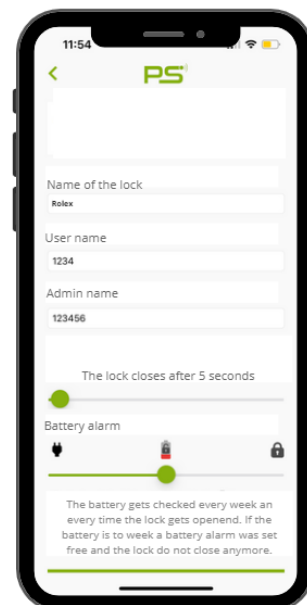 11:54
PS
Name of the lock
Rolex
User name
1234
Admin name
123456
The lock closes after 5 seconds
Battery alarm
The battery gets checked every week an
every time the lock gets openend. If the
battery is to week a battery alarm was set
free and the lock do not close anymore.